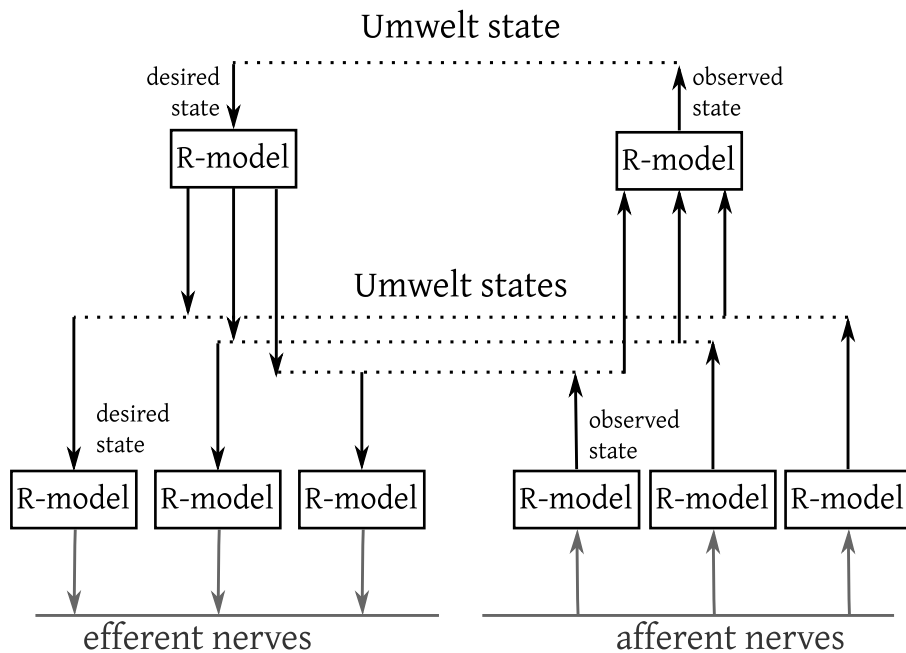 Umwelt state
desired
state
observed
state
R-model
R-model
Umwelt states
desired
state
observed
state
R-model
R-model
R-model
R-model
R-model
R-model
efferent nerves
afferent nerves